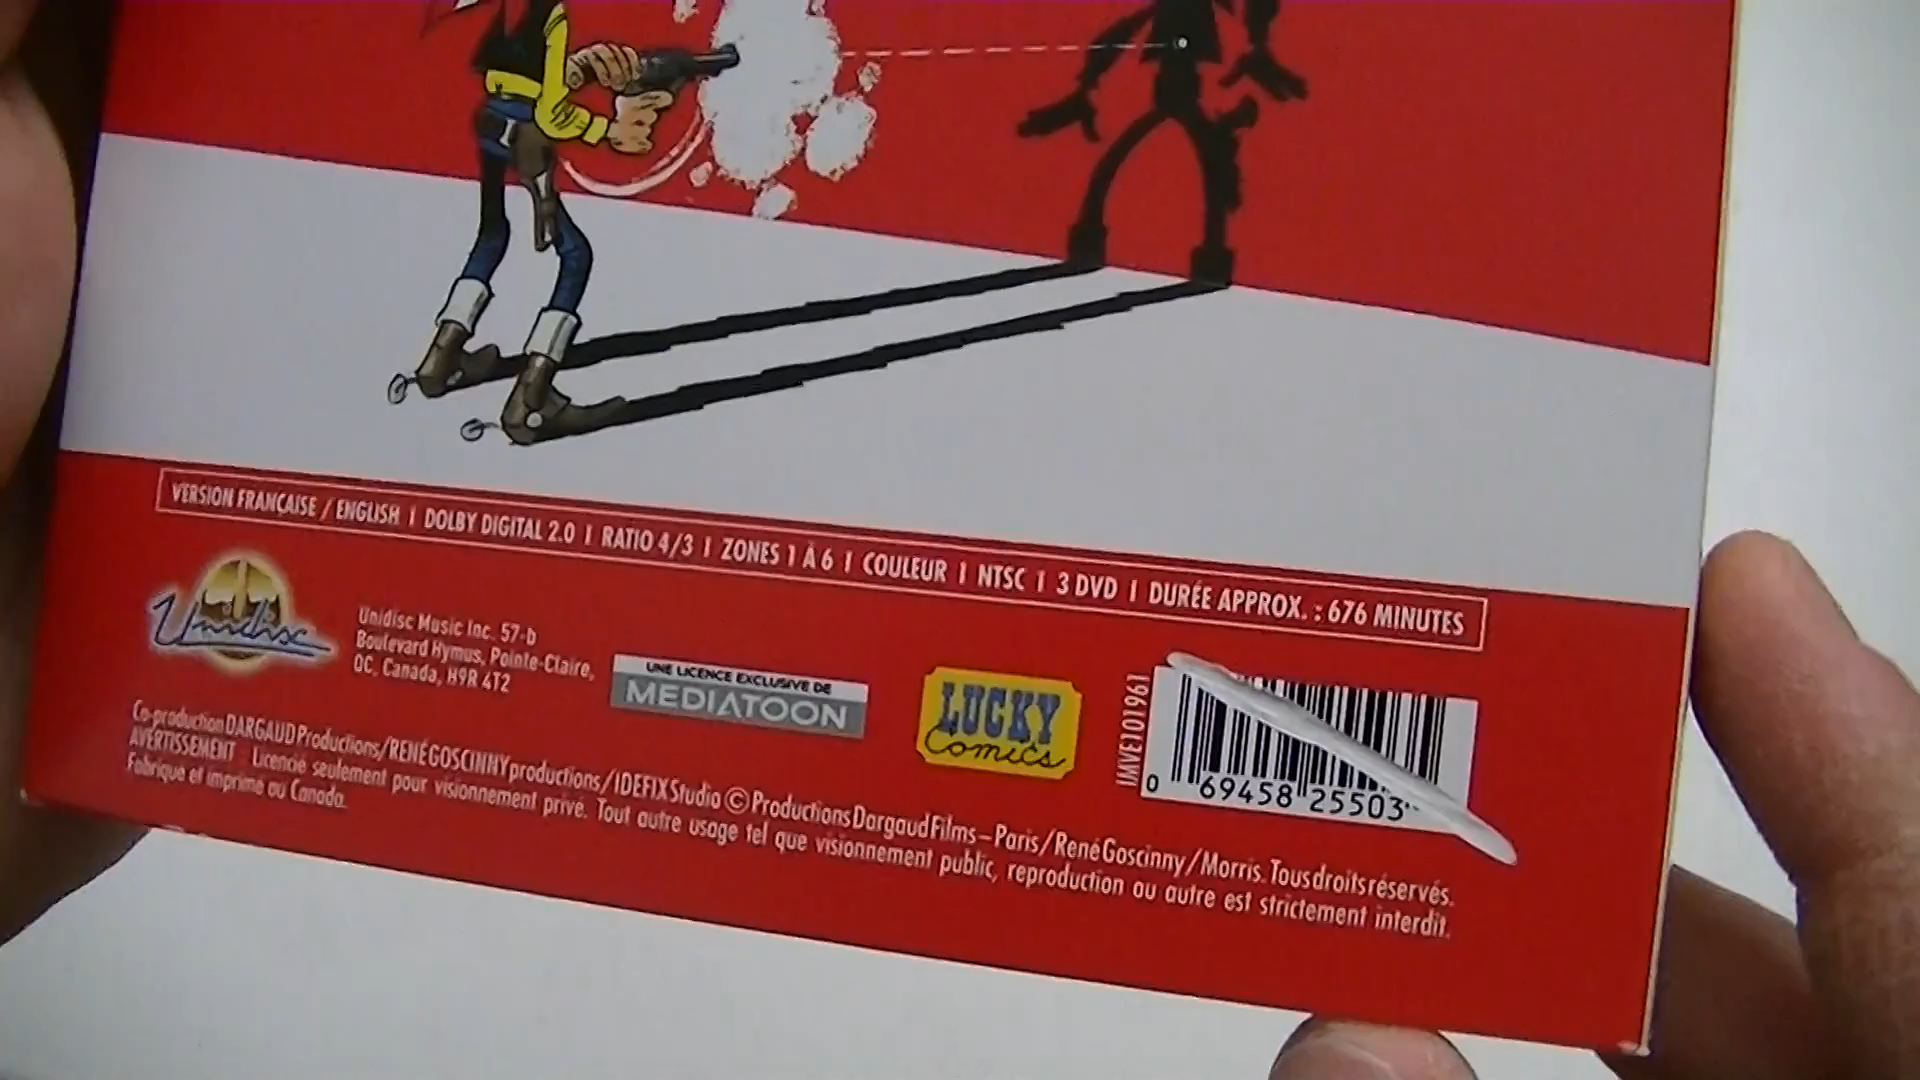 VERSION FRANÇAISE / ENGLISH | DOLBY DIGITAL 2.0 | RATIO 4/3 | ZONES 1 À 6 | COULEUR | NTSC | 3 DVD | DURÉE APPROX. : 676 MINUTES
Unidisc
Unidisc Music Inc. 57-b
Boulevard Hymus, Pointe-Claire,
QC, Canada, H9R 4T2
UNE LICENCE EXCLUSIVE DE
MEDIATOON
LUCKY
Comics
IMVE101961
0 69458 25503
Co-production DARGAUD Productions/RENÉ GOSCINNY productions/IDEFIX Studio © Productions Dargaud Films – Paris/René Goscinny/Morris. Tous droits réservés.
AVERTISSEMENT Licencié seulement pour visionnement privé. Tout autre usage tel que visionnement public, reproduction ou autre est strictement interdit.
Fabriqué et imprimé au Canada.